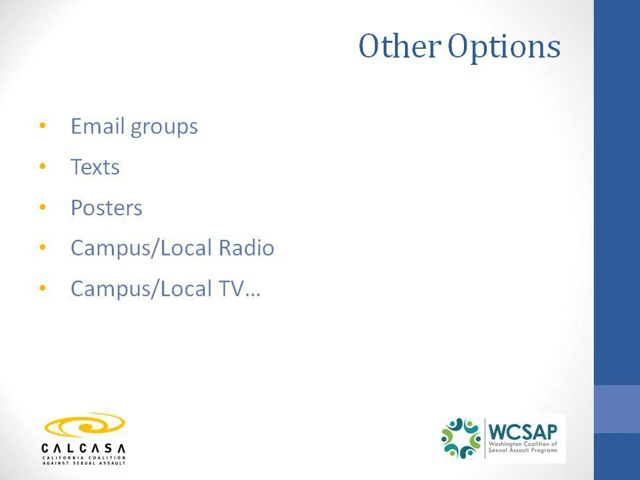 Other Options
• Email groups
• Texts
• Posters
• Campus/Local Radio
• Campus/Local TV...
CALCASA
CALIFORNIA COALITION
AGAINST SEXUAL ASSAULT
WCSAP
Washington Coalition of
Sexual Assault Programs